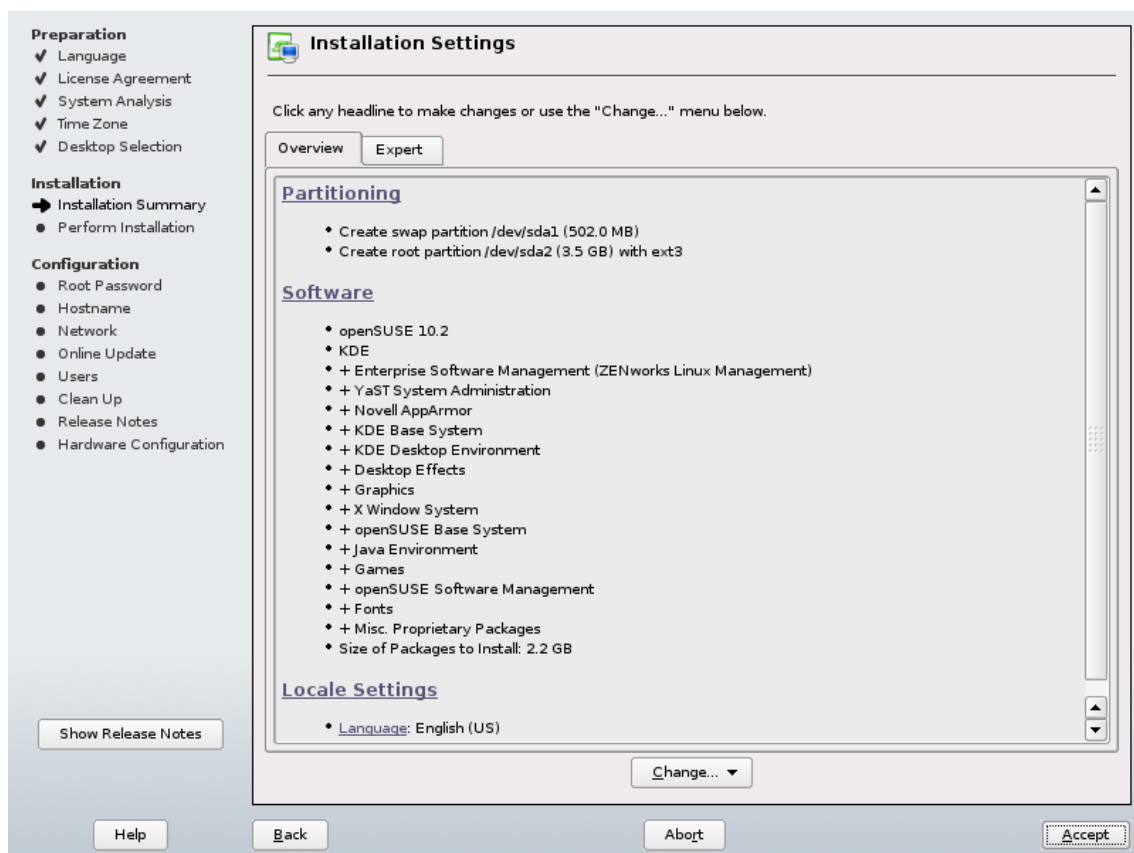 Preparation
Language
License Agreement
System Analysis
Time Zone
Desktop Selection
Installation
Installation Summary
Perform Installation
Configuration
Root Password
Hostname
Network
Online Update
Users
Clean Up
Release Notes
Hardware Configuration
Show Release Notes
Help
Installation Settings
Click any headline to make changes or use the "Change..." menu below.
Overview
Expert
Partitioning
Create swap partition /dev/sda1 (502.0 MB)
Create root partition /dev/sda2 (3.5 GB) with ext3
Software
openSUSE 10.2
KDE
+ Enterprise Software Management (ZENworks Linux Management)
+ YaST System Administration
+ Novell AppArmor
+ KDE Base System
+ KDE Desktop Environment
+ Desktop Effects
+ Graphics
+ X Window System
+ openSUSE Base System
+ Java Environment
+ Games
+ openSUSE Software Management
+ Fonts
+ Misc. Proprietary Packages
Size of Packages to Install: 2.2 GB
Locale Settings
Language: English (US)
Change...
Back
Abort
Accept